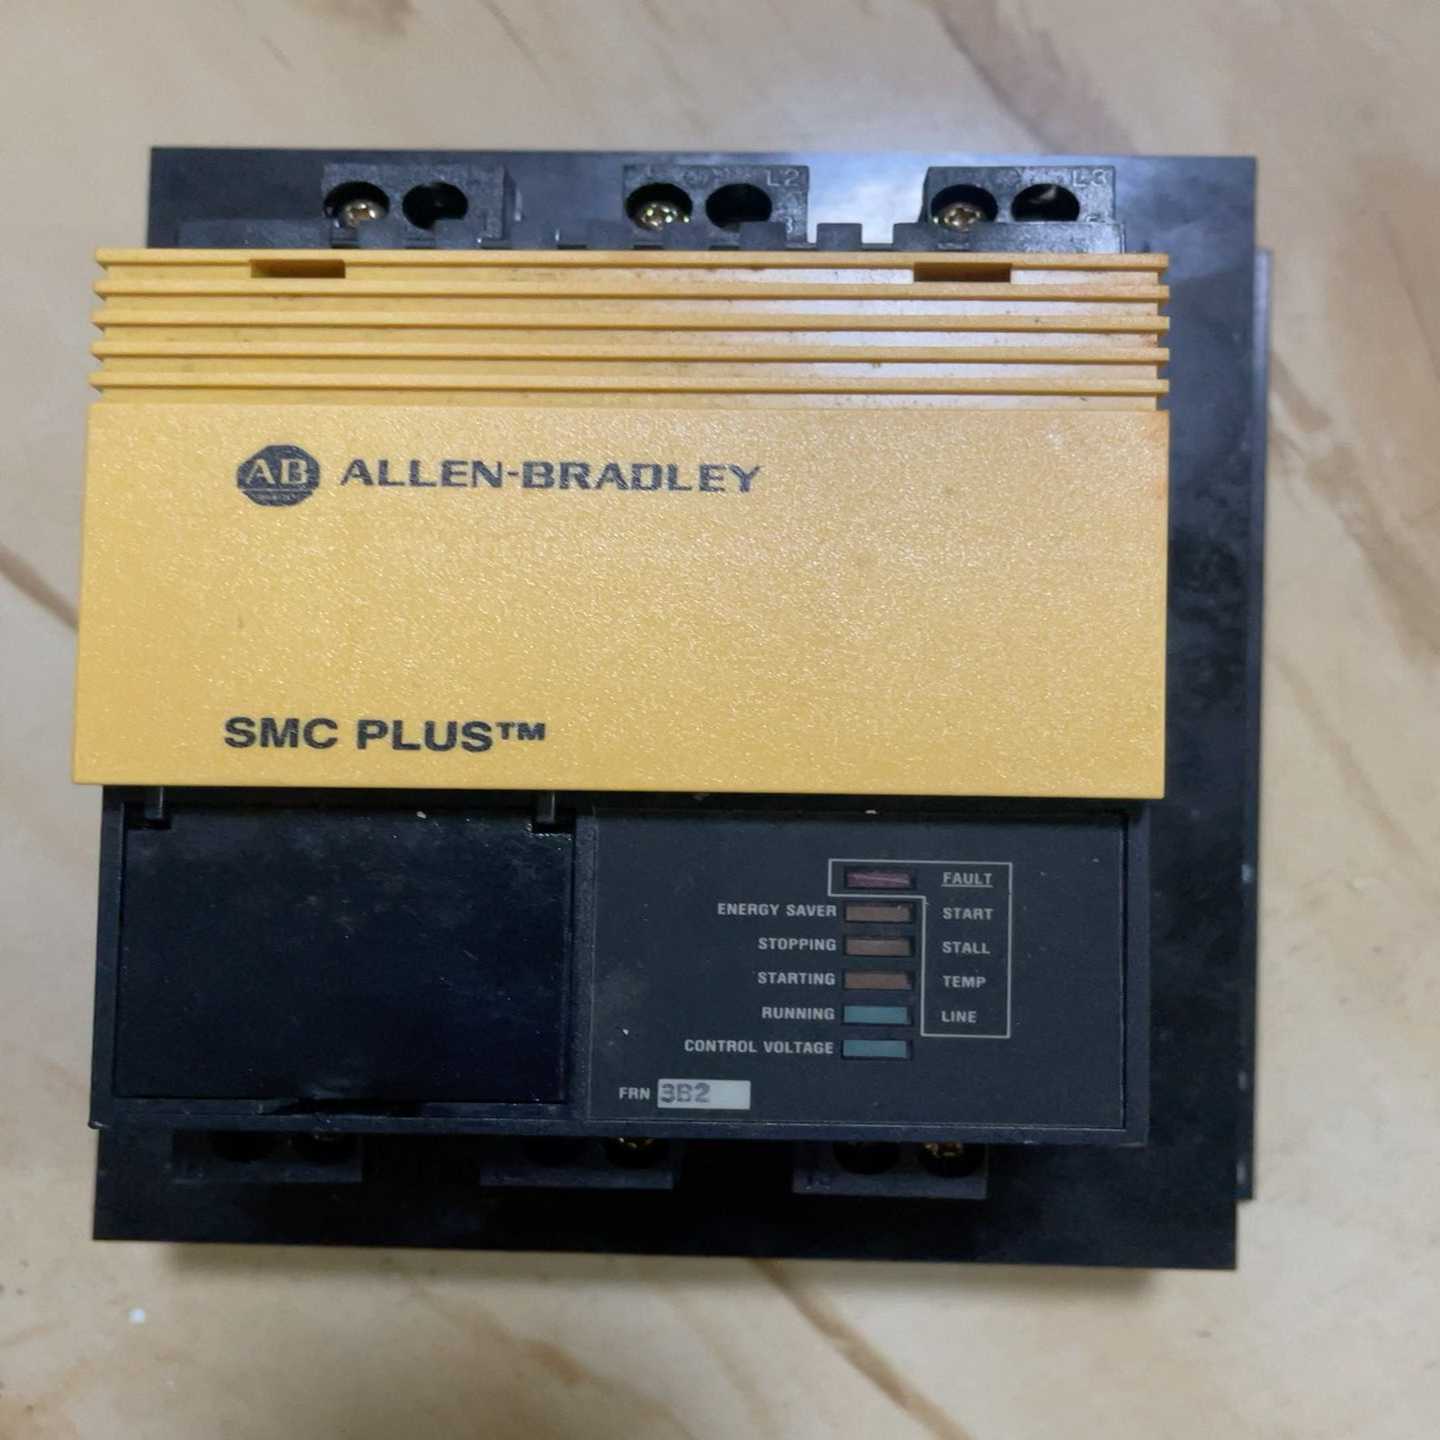 L2
L3
AB ALLEN-BRADLEY
SMC PLUS™
FAULT
ENERGY SAVER START
STOPPING STALL
STARTING TEMP
RUNNING LINE
CONTROL VOLTAGE
FRN 3B2